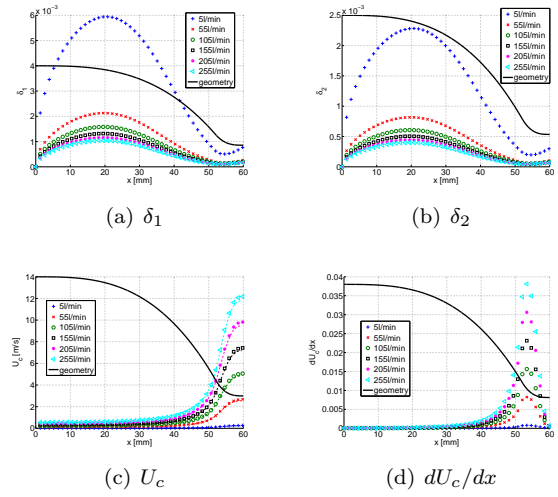 x 10⁻³
6
5
4
3
2
1
0
δ₁
0 10 20 30 40 50 60
x [mm]
5l/min
55l/min
105l/min
155l/min
205l/min
255l/min
geometry
(a) δ₁
x 10⁻³
2.5
2
1.5
1
0.5
0
δ₂
0 10 20 30 40 50 60
x [mm]
5l/min
55l/min
105l/min
155l/min
205l/min
255l/min
geometry
(b) δ₂
14
12
10
8
6
4
2
0
U_c [m/s]
0 10 20 30 40 50 60
x [mm]
5l/min
55l/min
105l/min
155l/min
205l/min
255l/min
geometry
(c) U_c
0.04
0.035
0.03
0.025
0.02
0.015
0.01
0.005
0
dU_c/dx
0 10 20 30 40 50 60
x [mm]
5l/min
55l/min
105l/min
155l/min
205l/min
255l/min
geometry
(d) dU_c/dx